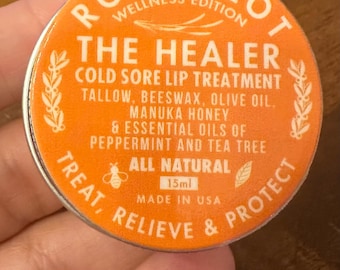 WELLNESS EDITION
THE HEALER
COLD SORE LIP TREATMENT
TALLOW, BEESWAX, OLIVE OIL,
MANUKA HONEY
& ESSENTIAL OILS OF
PEPPERMINT AND TEA TREE
ALL NATURAL
15ml
MADE IN USA
TREAT, RELIEVE & PROTECT